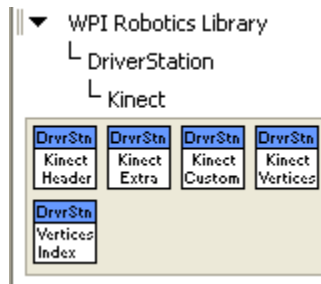 WPI Robotics Library
DriverStation
Kinect
DrvrStn DrvrStn DrvrStn DrvrStn
Kinect Kinect Kinect Kinect
Header Extra Custom Vertices
DrvrStn
Vertices
Index